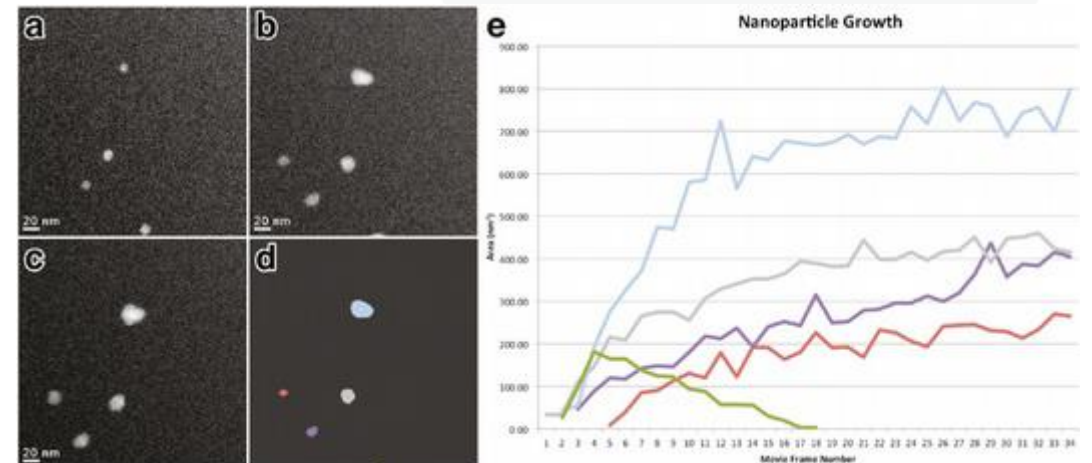 a
b
20 nm
20 nm
c
d
20 nm
e
Nanoparticle Growth
900.00
800.00
700.00
600.00
500.00
400.00
300.00
200.00
100.00
0.00
Area (nm²)
1 2 3 4 5 6 7 8 9 10 11 12 13 14 15 16 17 18 19 20 21 22 23 24 25 26 27 28 29 30 31 32 33 34
Movie Frame Number